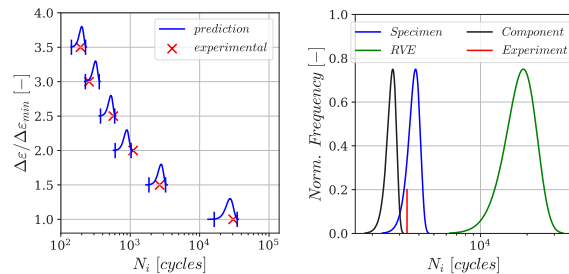 4.0
3.5
3.0
2.5
2.0
1.5
1.0
Δε/Δε_min [−]
prediction
experimental
10^2
10^3
10^4
10^5
N_i [cycles]
1.0
0.8
0.6
0.4
0.2
0.0
Norm. Frequency [−]
Specimen
RVE
Component
Experiment
10^4
N_i [cycles]